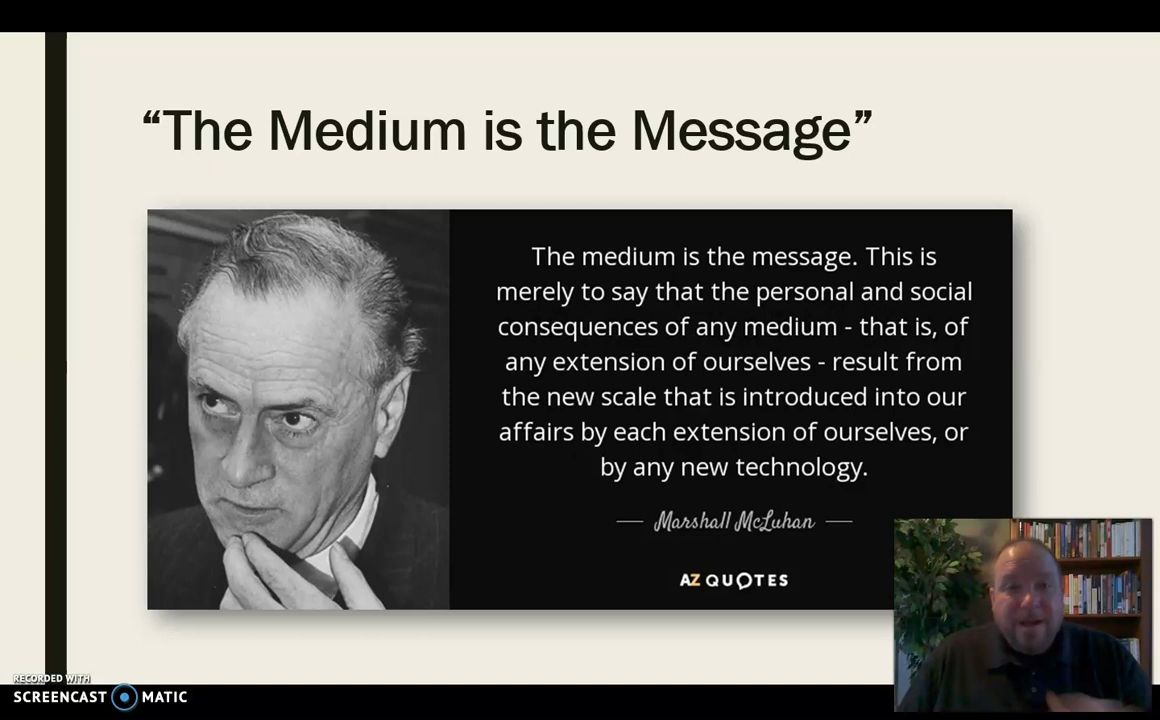 “The Medium is the Message”
The medium is the message. This is
merely to say that the personal and social
consequences of any medium - that is, of
any extension of ourselves - result from
the new scale that is introduced into our
affairs by each extension of ourselves, or
by any new technology.
Marshall McLuhan
AZ QUOTES
RECORDED WITH
SCREENCAST MATIC